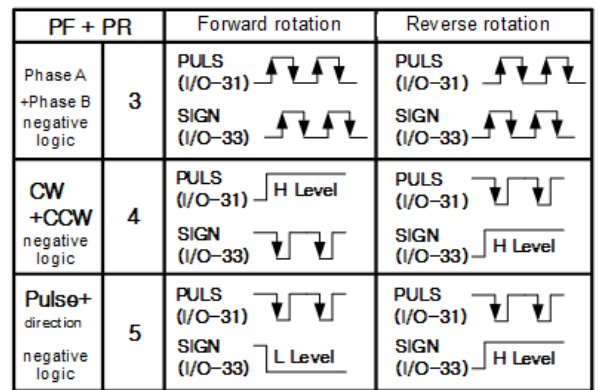 PF + PR Forward rotation Reverse rotation
Phase A
+Phase B
negative
logic
3
PULS
(I/O-31)
SIGN
(I/O-33)
PULS
(I/O-31)
SIGN
(I/O-33)
CW
+CCW
negative
logic
4
PULS
(I/O-31) H Level
SIGN
(I/O-33)
PULS
(I/O-31)
SIGN
(I/O-33) H Level
Pulse+
direction
negative
logic
5
PULS
(I/O-31)
SIGN
(I/O-33) L Level
PULS
(I/O-31)
SIGN
(I/O-33) H Level